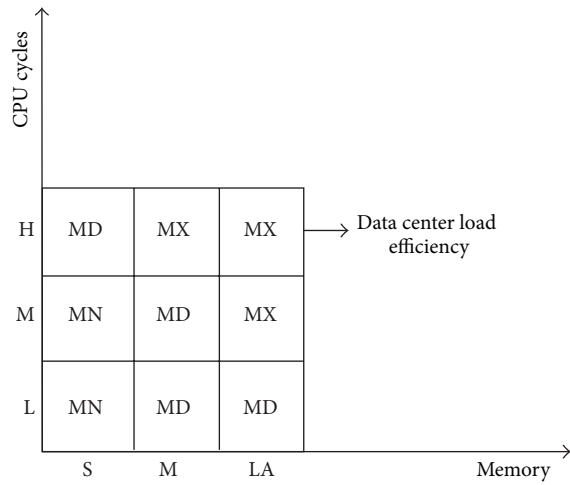 CPU cycles
H MD MX MX
Data center load
efficiency
M MN MD MX
L MN MD MD
S M LA Memory